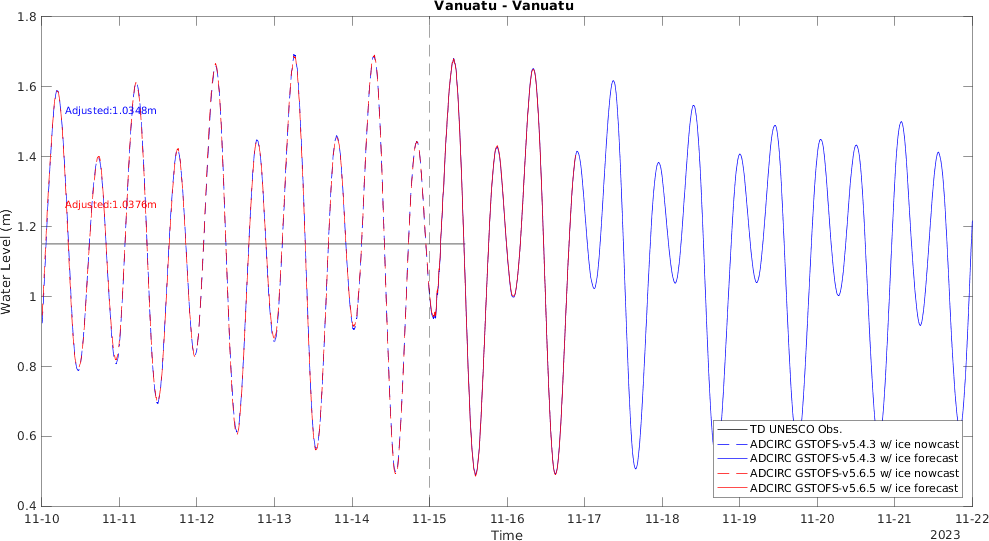 Vanuatu - Vanuatu
1.8
1.6
1.4
1.2
1
0.8
0.6
0.4
Water Level (m)
Adjusted:1.0348m
Adjusted:1.0376m
TD UNESCO Obs.
ADCIRC GSTOFS-v5.4.3 w/ ice nowcast
ADCIRC GSTOFS-v5.4.3 w/ ice forecast
ADCIRC GSTOFS-v5.6.5 w/ ice nowcast
ADCIRC GSTOFS-v5.6.5 w/ ice forecast
11-10 11-11 11-12 11-13 11-14 11-15 11-16 11-17 11-18 11-19 11-20 11-21 11-22
Time
2023